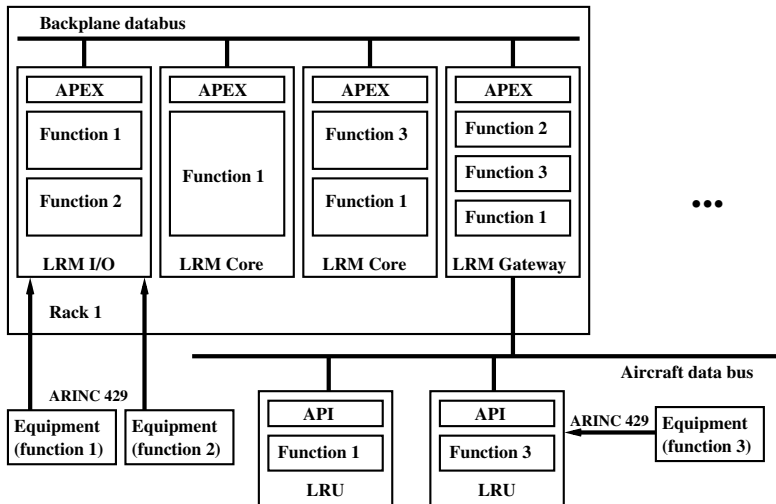 Backplane databus
APEX
Function 1
Function 2
LRM I/O
APEX
Function 1
LRM Core
APEX
Function 3
Function 1
LRM Core
APEX
Function 2
Function 3
Function 1
LRM Gateway
...
Rack 1
Aircraft data bus
ARINC 429
Equipment
(function 1)
Equipment
(function 2)
API
Function 1
LRU
API
Function 3
LRU
ARINC 429
Equipment
(function 3)